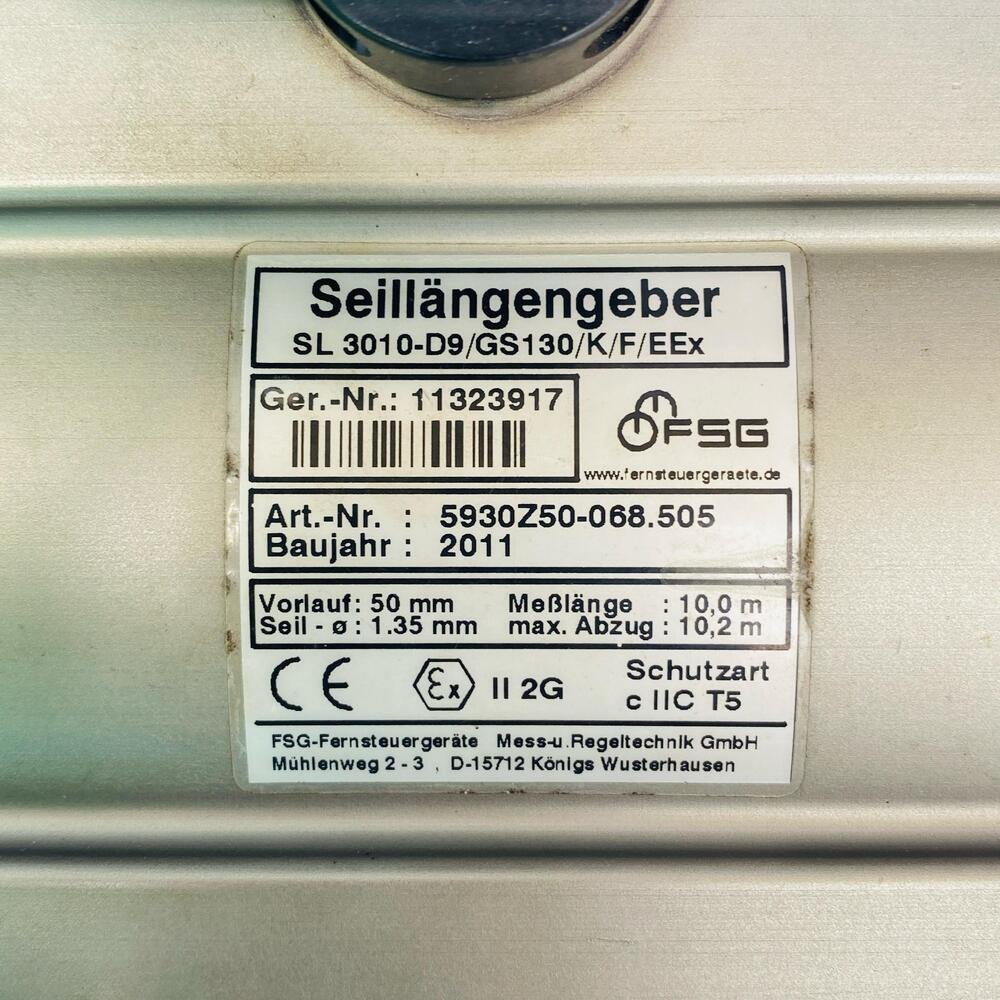 Seillängengeber
SL 3010-D9/GS130/K/F/EEx
Ger.-Nr.: 11323917
FSG
www.fernsteuergeraete.de
Art.-Nr. : 5930Z50-068.505
Baujahr : 2011
Vorlauf: 50 mm Meßlänge : 10,0 m
Seil - ø : 1.35 mm max. Abzug : 10,2 m
CE Ex II 2G Schutzart
c IIC T5
FSG-Fernsteuergeräte Mess-u.Regeltechnik GmbH
Mühlenweg 2 - 3 , D-15712 Königs Wusterhausen